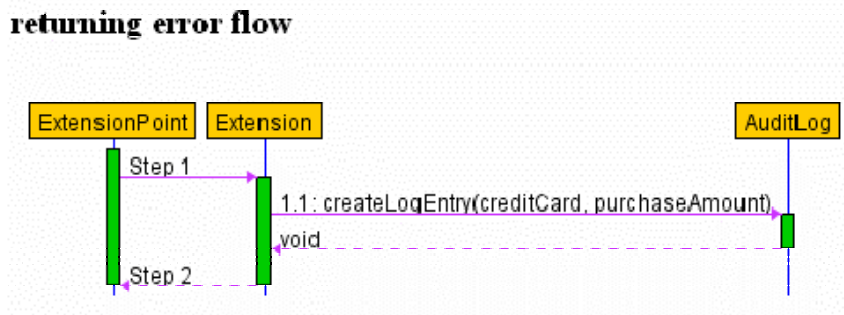 returning error flow
ExtensionPoint Extension AuditLog
Step 1
1.1: createLogEntry(creditCard, purchaseAmount)
void
Step 2